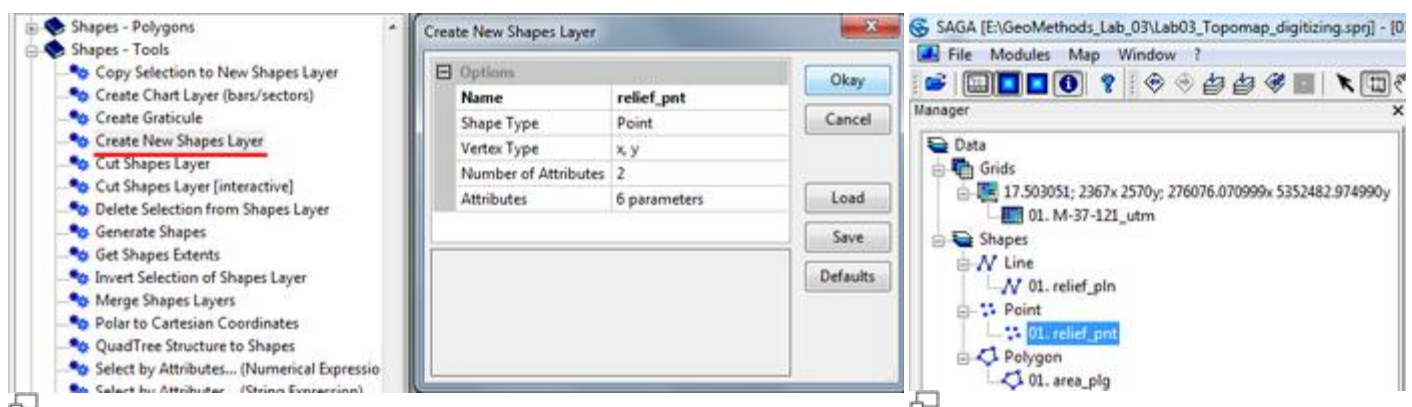 Shapes - Polygons
Shapes - Tools
Copy Selection to New Shapes Layer
Create Chart Layer (bars/sectors)
Create Graticule
Create New Shapes Layer
Cut Shapes Layer
Cut Shapes Layer [interactive]
Delete Selection from Shapes Layer
Generate Shapes
Get Shapes Extents
Invert Selection of Shapes Layer
Merge Shapes Layers
Polar to Cartesian Coordinates
QuadTree Structure to Shapes
Select by Attributes... (Numerical Expressio
Select by Attributes... (String Expression)
Create New Shapes Layer
Options
Name relief_pnt
Shape Type Point
Vertex Type x, y
Number of Attributes 2
Attributes 6 parameters
Okay
Cancel
Load
Save
Defaults
SAGA [E:\GeoMethods_Lab_03\Lab03_Topomap_digitizing.sprj] - [0
File Modules Map Window ?
Manager
Data
Grids
17.503051; 2367x 2570y; 276076.070999x 5352482.974990y
01. M-37-121_utm
Shapes
Line
01. relief_pln
Point
01. relief_pnt
Polygon
01. area_plg